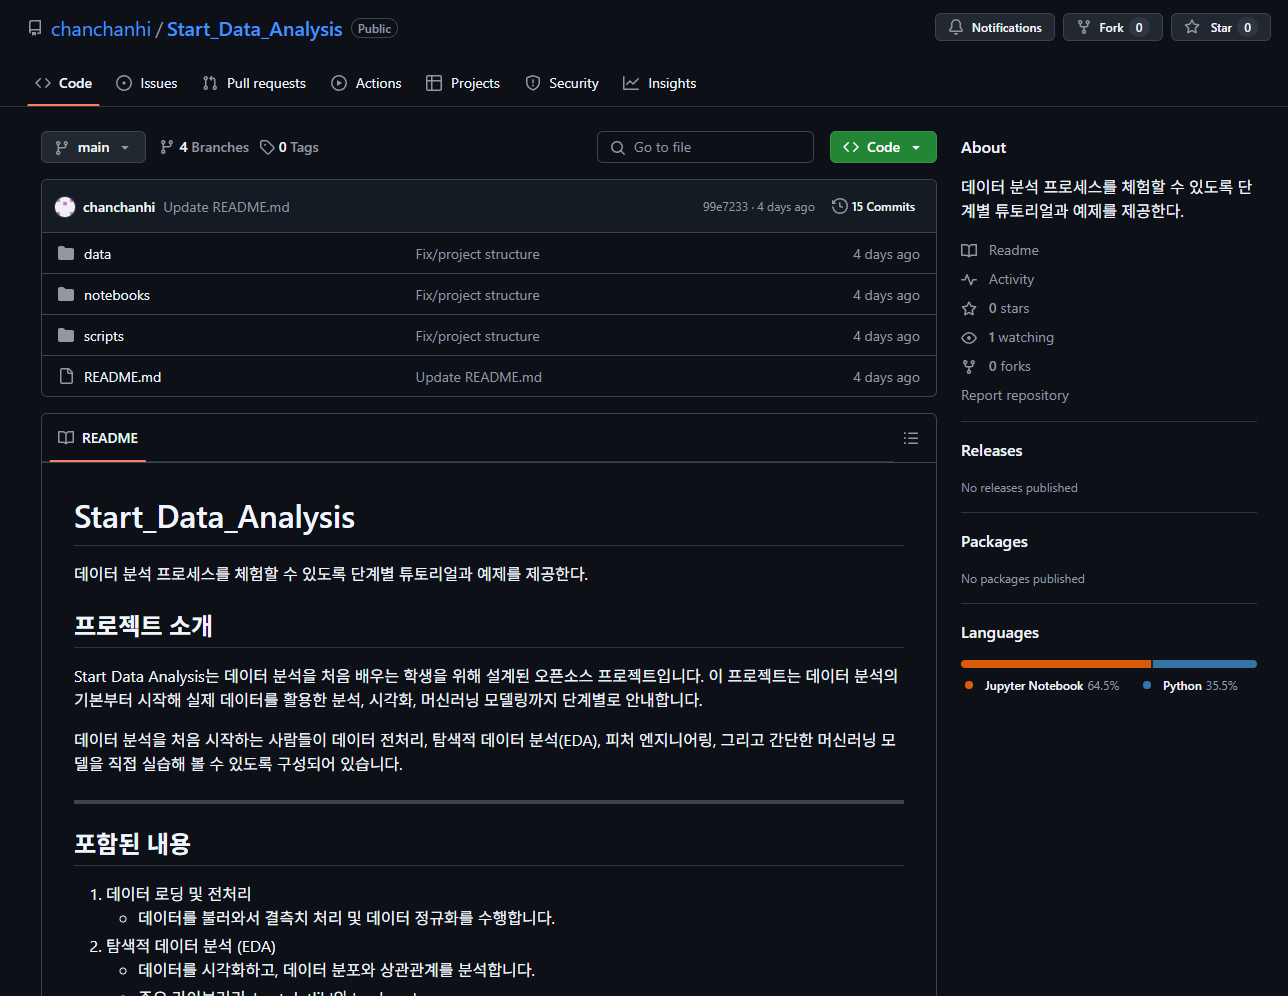 chanchanhi / Start_Data_Analysis Public
Notifications Fork 0 Star 0
Code Issues Pull requests Actions Projects Security Insights
main 4 Branches 0 Tags Go to file Code
chanchanhi Update README.md 99e7233 · 4 days ago 15 Commits
data Fix/project structure 4 days ago
notebooks Fix/project structure 4 days ago
scripts Fix/project structure 4 days ago
README.md Update README.md 4 days ago
README
Start_Data_Analysis
데이터 분석 프로세스를 체험할 수 있도록 단계별 튜토리얼과 예제를 제공한다.
프로젝트 소개
Start Data Analysis는 데이터 분석을 처음 배우는 학생을 위해 설계된 오픈소스 프로젝트입니다. 이 프로젝트는 데이터 분석의
기본부터 시작해 실제 데이터를 활용한 분석, 시각화, 머신러닝 모델링까지 단계별로 안내합니다.
데이터 분석을 처음 시작하는 사람들이 데이터 전처리, 탐색적 데이터 분석(EDA), 피처 엔지니어링, 그리고 간단한 머신러닝 모
델을 직접 실습해 볼 수 있도록 구성되어 있습니다.
포함된 내용
1. 데이터 로딩 및 전처리
데이터를 불러와서 결측치 처리 및 데이터 정규화를 수행합니다.
2. 탐색적 데이터 분석 (EDA)
데이터를 시각화하고, 데이터 분포와 상관관계를 분석합니다.
About
데이터 분석 프로세스를 체험할 수 있도록 단
계별 튜토리얼과 예제를 제공한다.
Readme
Activity
0 stars
1 watching
0 forks
Report repository
Releases
No releases published
Packages
No packages published
Languages
Jupyter Notebook 64.5% Python 35.5%